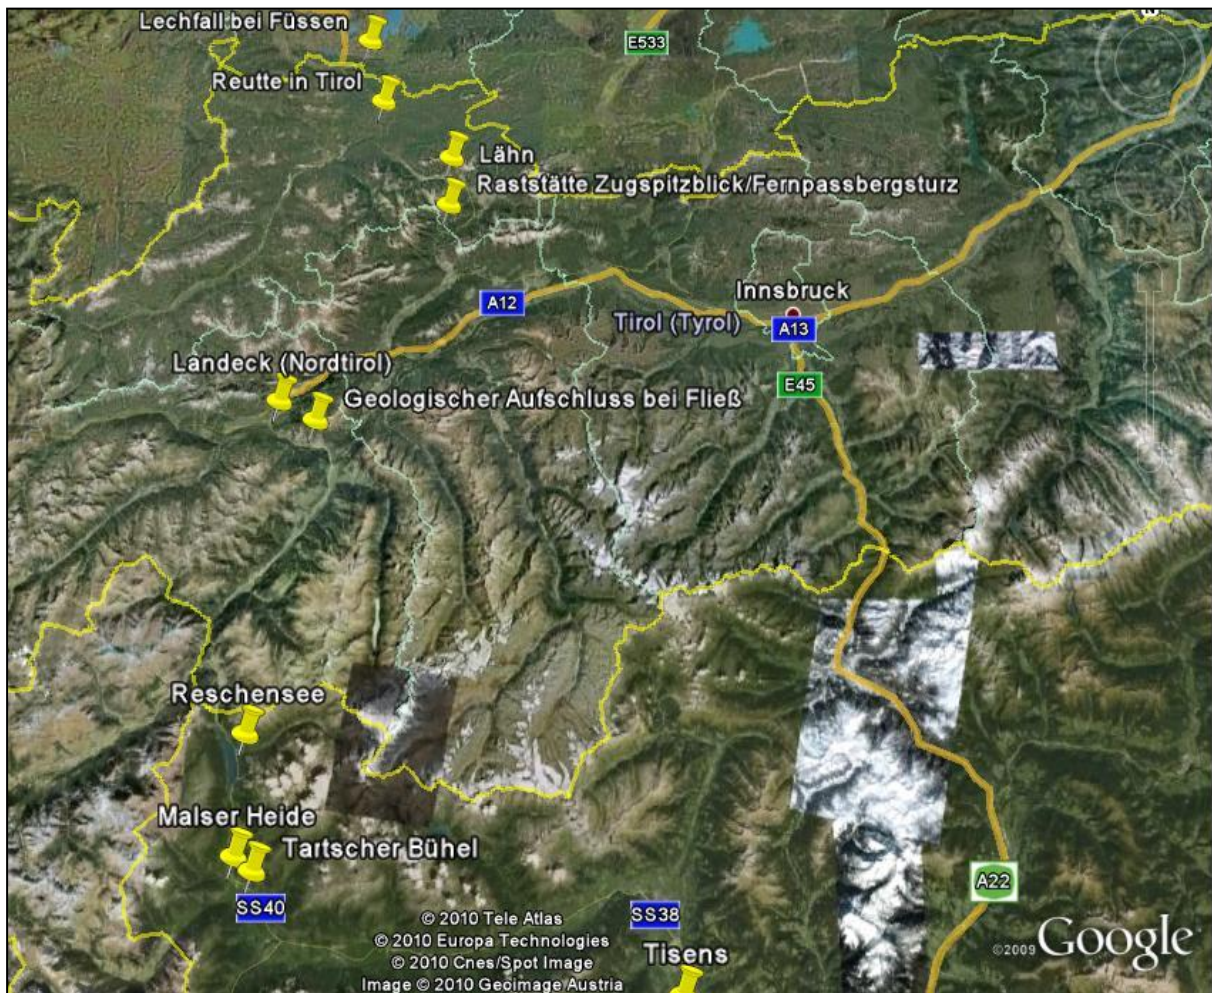 Lechfall bei Füssen
E533
Reutte in Tirol
Lähn
Raststätte Zugspitzblick/Fernpassbergsturz
Innsbruck
A12
Tirol (Tyrol)
A13
Landeck (Nordtirol)
E45
Geologischer Aufschluss bei Fließ
Reschensee
Malser Heide
Tartscher Bühel
A22
SS40
SS38
© 2010 Tele Atlas
© 2010 Europa Technologies
© 2010 Cnes/Spot Image
Image © 2010 Geoimage Austria
Tisens
©2009 Google